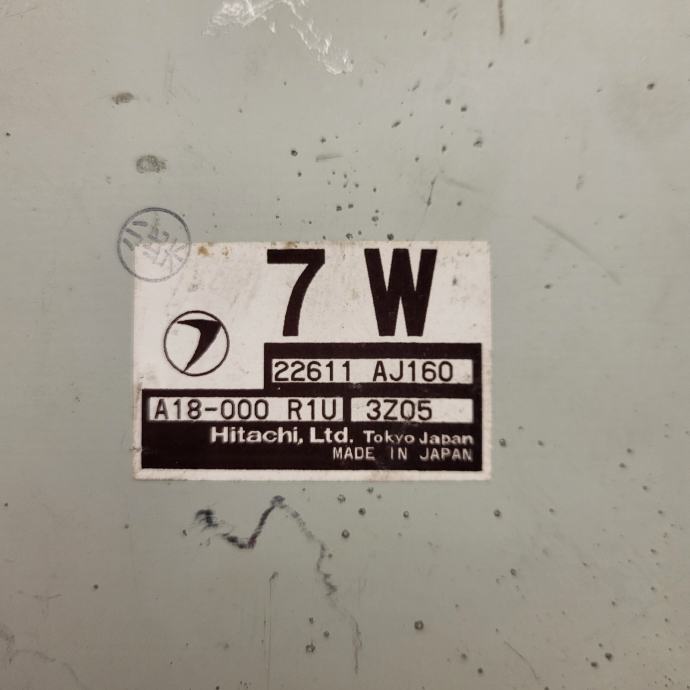 7 W
22611 AJ160
A18-000 R1U 3Z05
Hitachi, Ltd. Tokyo Japan
MADE IN JAPAN